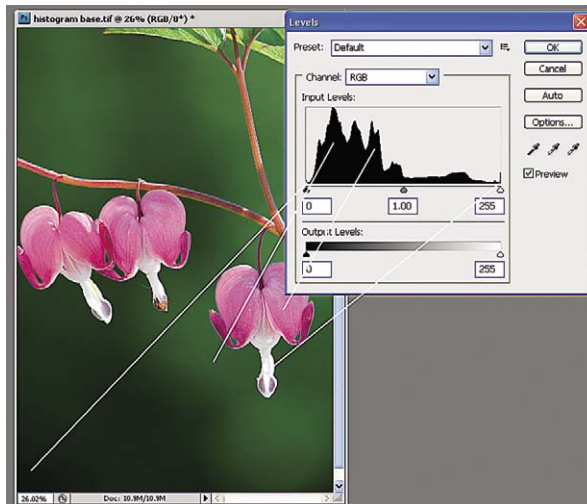 histogram base.tif @ 26% (RGB/8*) *
Levels
Preset: Default
OK
Cancel
Auto
Options...
Preview
Channel: RGB
Input Levels:
0 1.00 255
Output Levels:
0 255
26.02% Doc: 10.9M/10.9M